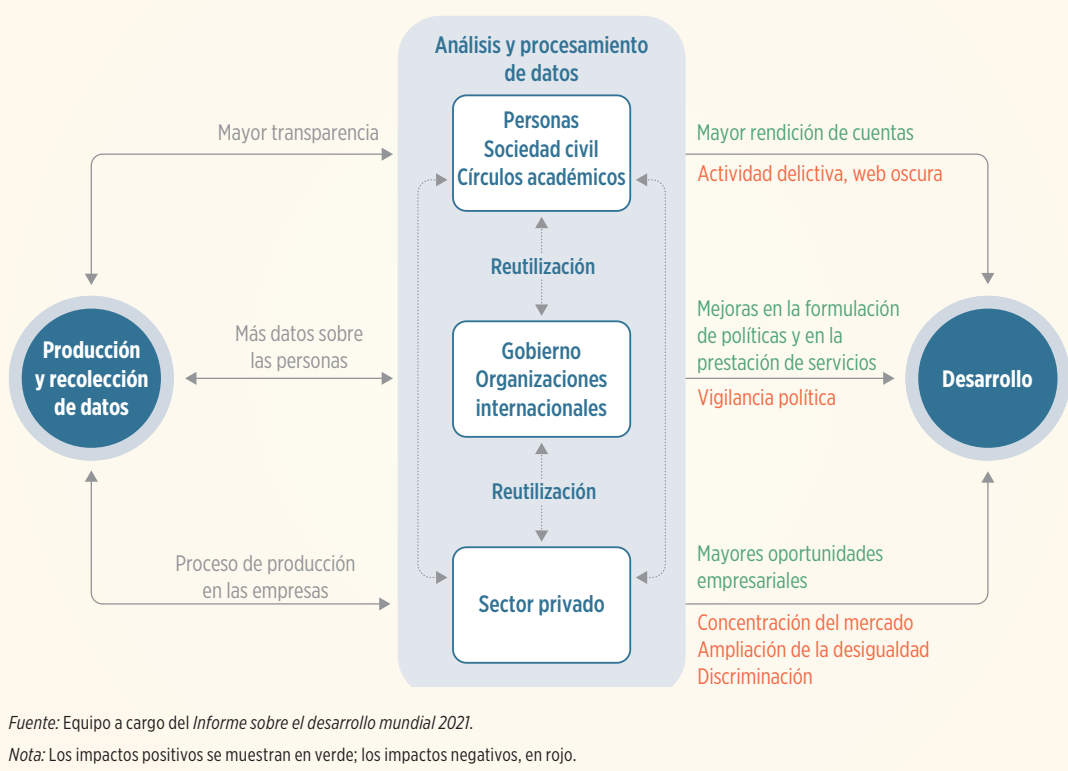 Análisis y procesamiento
de datos
Mayor transparencia
Personas
Sociedad civil
Círculos académicos
Mayor rendición de cuentas
Actividad delictiva, web oscura
Reutilización
Producción
y recolección
de datos
Más datos sobre
las personas
Gobierno
Organizaciones
internacionales
Mejoras en la formulación
de políticas y en la
prestación de servicios
Vigilancia política
Desarrollo
Reutilización
Proceso de producción
en las empresas
Sector privado
Mayores oportunidades
empresariales
Concentración del mercado
Ampliación de la desigualdad
Discriminación
Fuente: Equipo a cargo del Informe sobre el desarrollo mundial 2021.
Nota: Los impactos positivos se muestran en verde; los impactos negativos, en rojo.